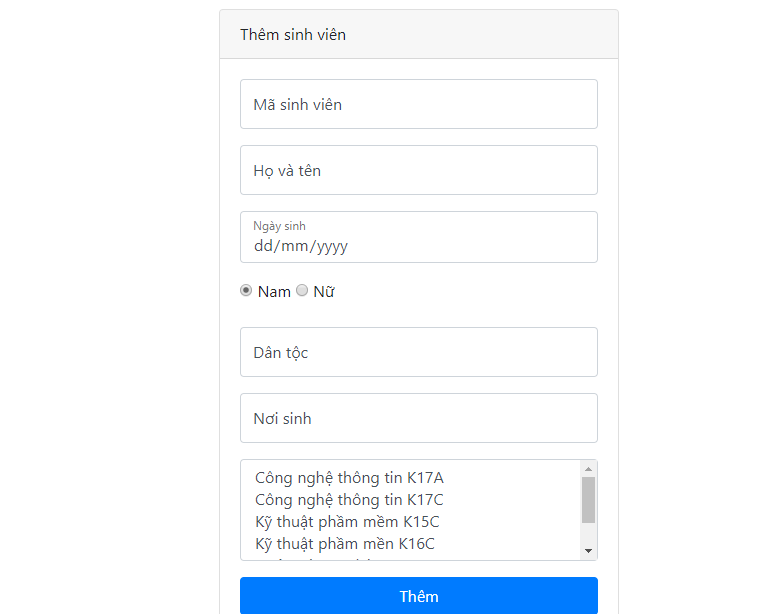 Thêm sinh viên
Mã sinh viên
Họ và tên
Ngày sinh
dd/mm/yyyy
Nam Nữ
Dân tộc
Nơi sinh
Công nghệ thông tin K17A
Công nghệ thông tin K17C
Kỹ thuật phầm mềm K15C
Kỹ thuật phầm mền K16C
Thêm